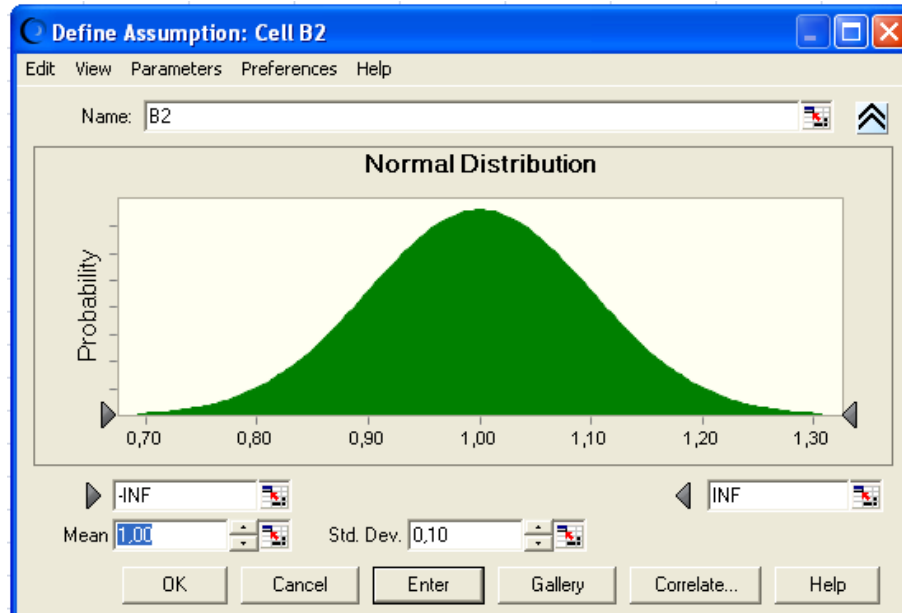 Define Assumption: Cell B2
Edit View Parameters Preferences Help
Name: B2
Normal Distribution
Probability
0,70 0,80 0,90 1,00 1,10 1,20 1,30
-INF INF
Mean 1,00 Std. Dev. 0,10
OK Cancel Enter Gallery Correlate... Help